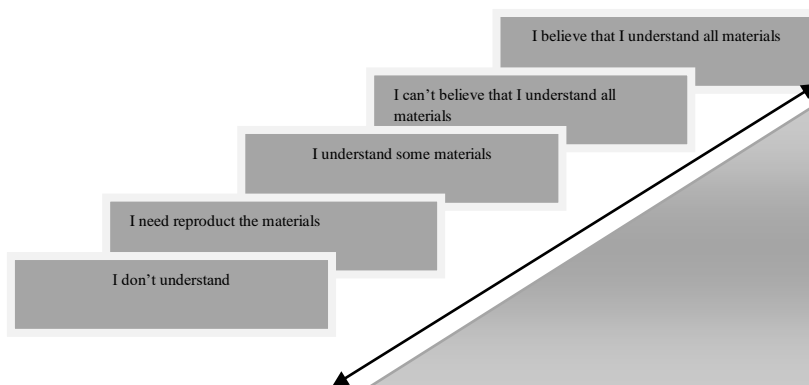 I believe that I understand all materials
I can’t believe that I understand all
materials
I understand some materials
I need reproduct the materials
I don’t understand